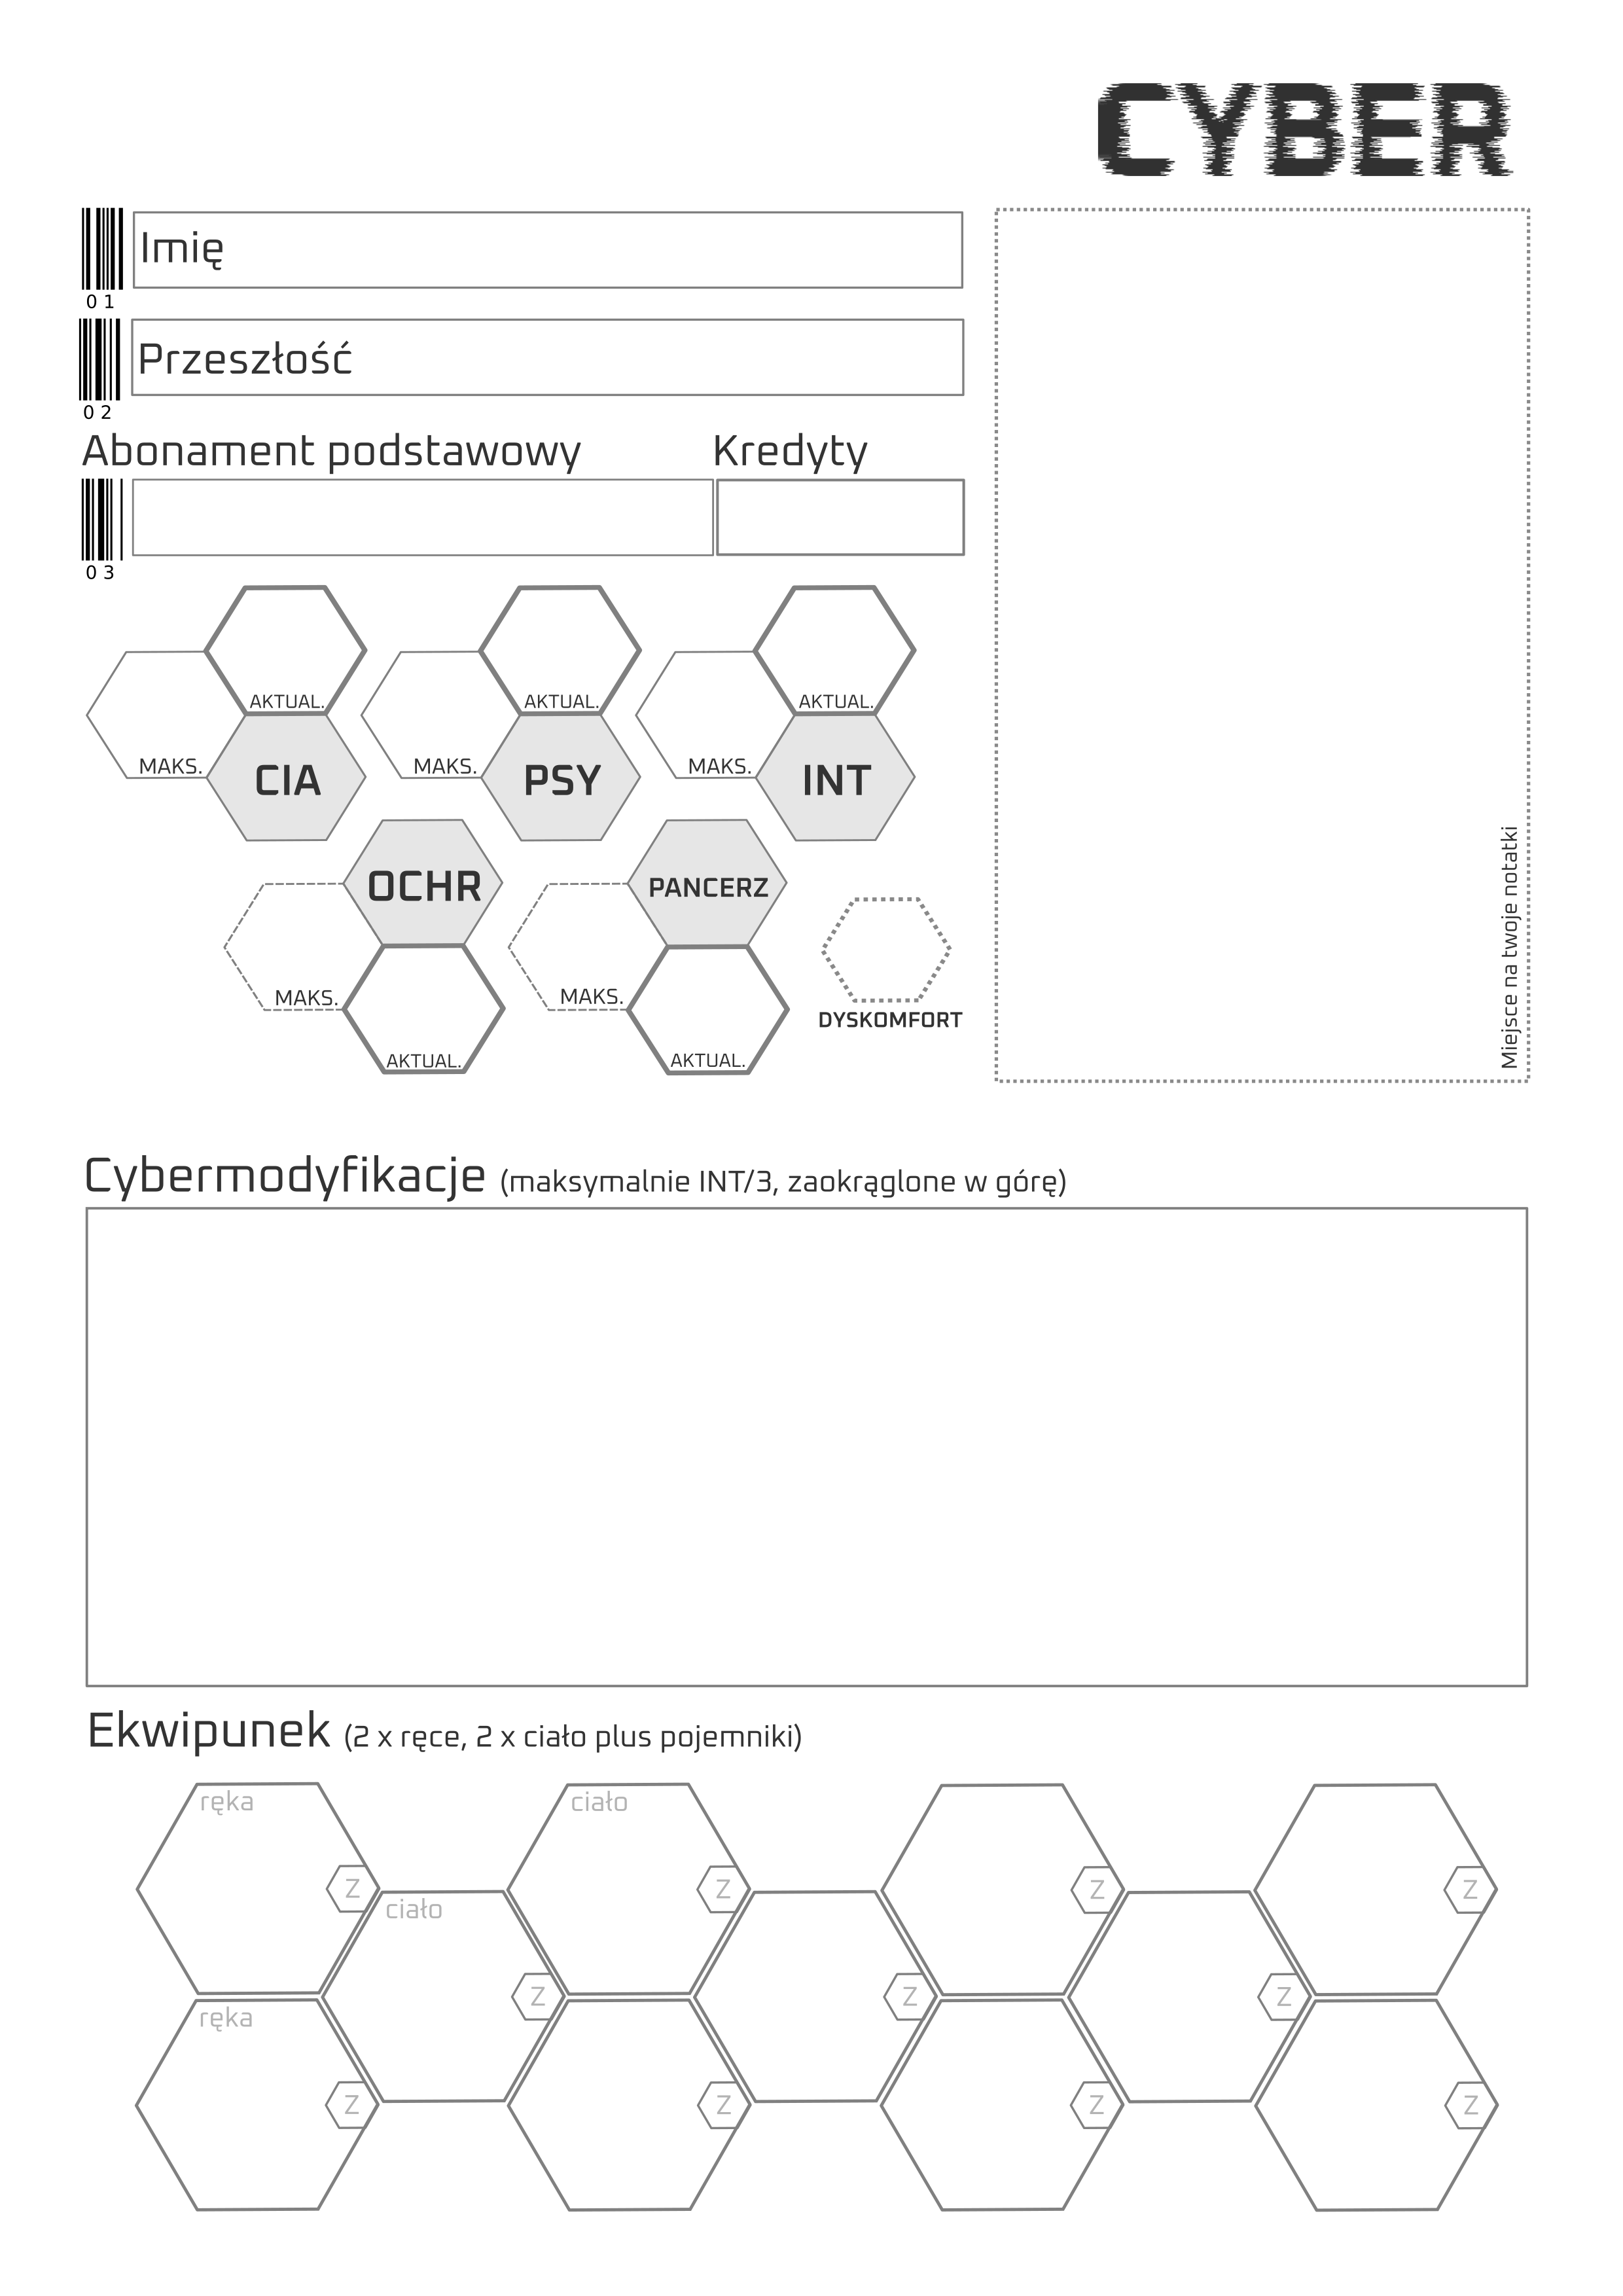 CYBER
Imię
0 1
Przeszłość
0 2
Abonament podstawowy Kredyty
0 3
AKTUAL. AKTUAL. AKTUAL.
MAKS. MAKS. MAKS.
CIA PSY INT
OCHR PANCERZ
MAKS. MAKS.
DYSKOMFORT
AKTUAL. AKTUAL.
Miejsce na twoje notatki
Cybermodyfikacje (maksymalnie INT/3, zaokrąglone w górę)
Ekwipunek (2 x ręce, 2 x ciało plus pojemniki)
ręka ciało
Z Z Z Z
ciało
Z Z Z
ręka
Z Z Z Z